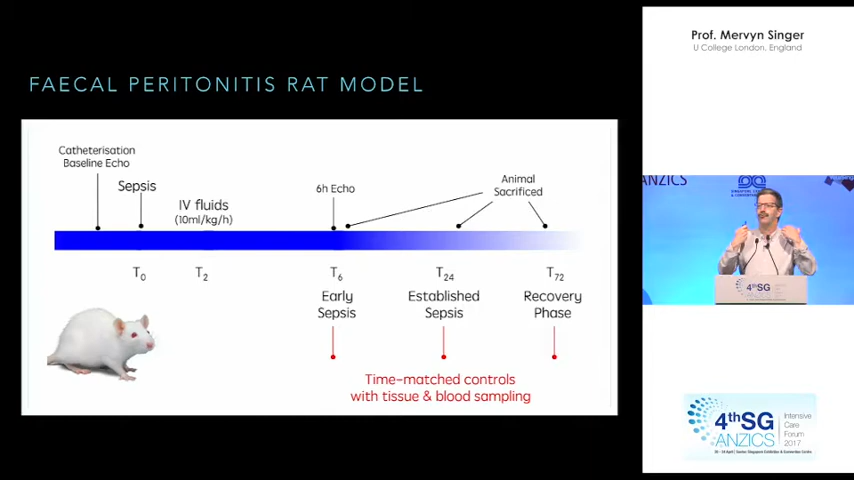 Prof. Mervyn Singer
U College London, England
FAECAL PERITONITIS RAT MODEL
Catheterisation
Baseline Echo
Sepsis
IV fluids
(10ml/kg/h)
6h Echo
Animal
Sacrificed
T0
T2
T6
T24
T72
Early
Sepsis
Established
Sepsis
Recovery
Phase
Time-matched controls
with tissue & blood sampling
ANZICS
4thSG
4thSG
ANZICS
Intensive
Care
Forum
2017